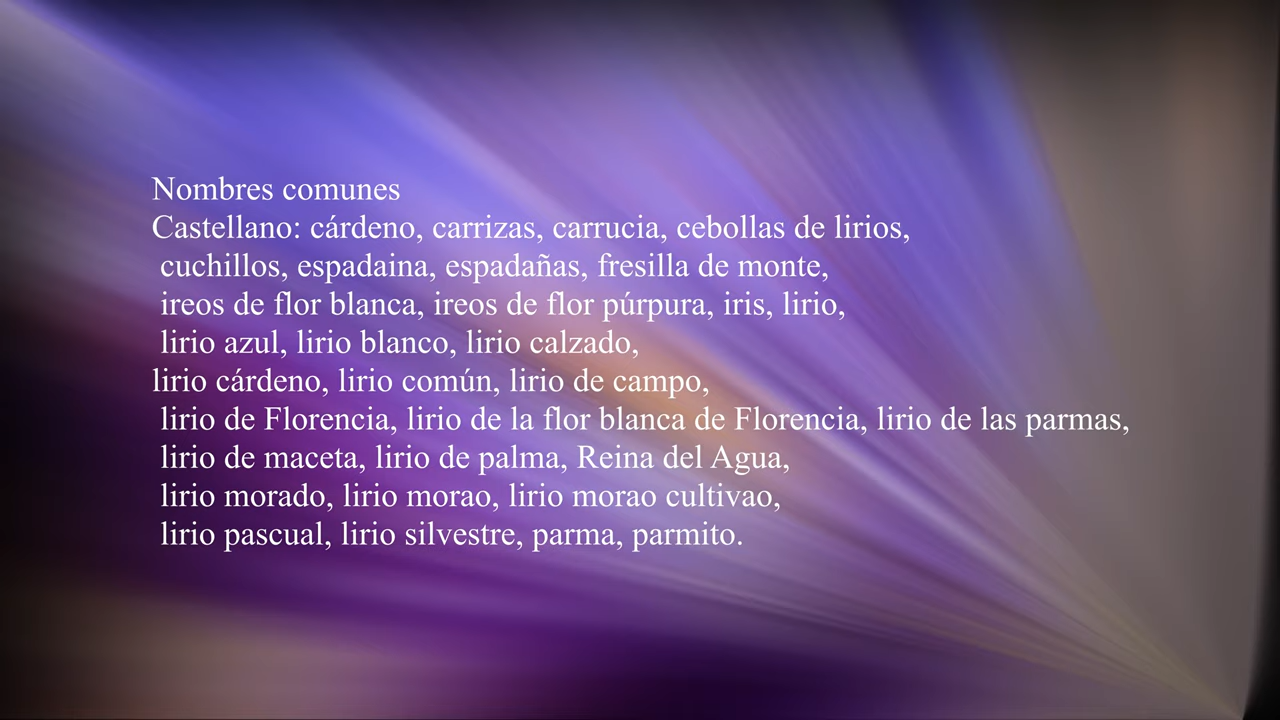 Nombres comunes
Castellano: cárdeno, carrizas, carrucia, cebollas de lirios,
cuchillos, espadaina, espadañas, fresilla de monte,
ireos de flor blanca, ireos de flor púrpura, iris, lirio,
lirio azul, lirio blanco, lirio calzado,
lirio cárdeno, lirio común, lirio de campo,
lirio de Florencia, lirio de la flor blanca de Florencia, lirio de las parmas,
lirio de maceta, lirio de palma, Reina del Agua,
lirio morado, lirio morao, lirio morao cultivao,
lirio pascual, lirio silvestre, parma, parmito.